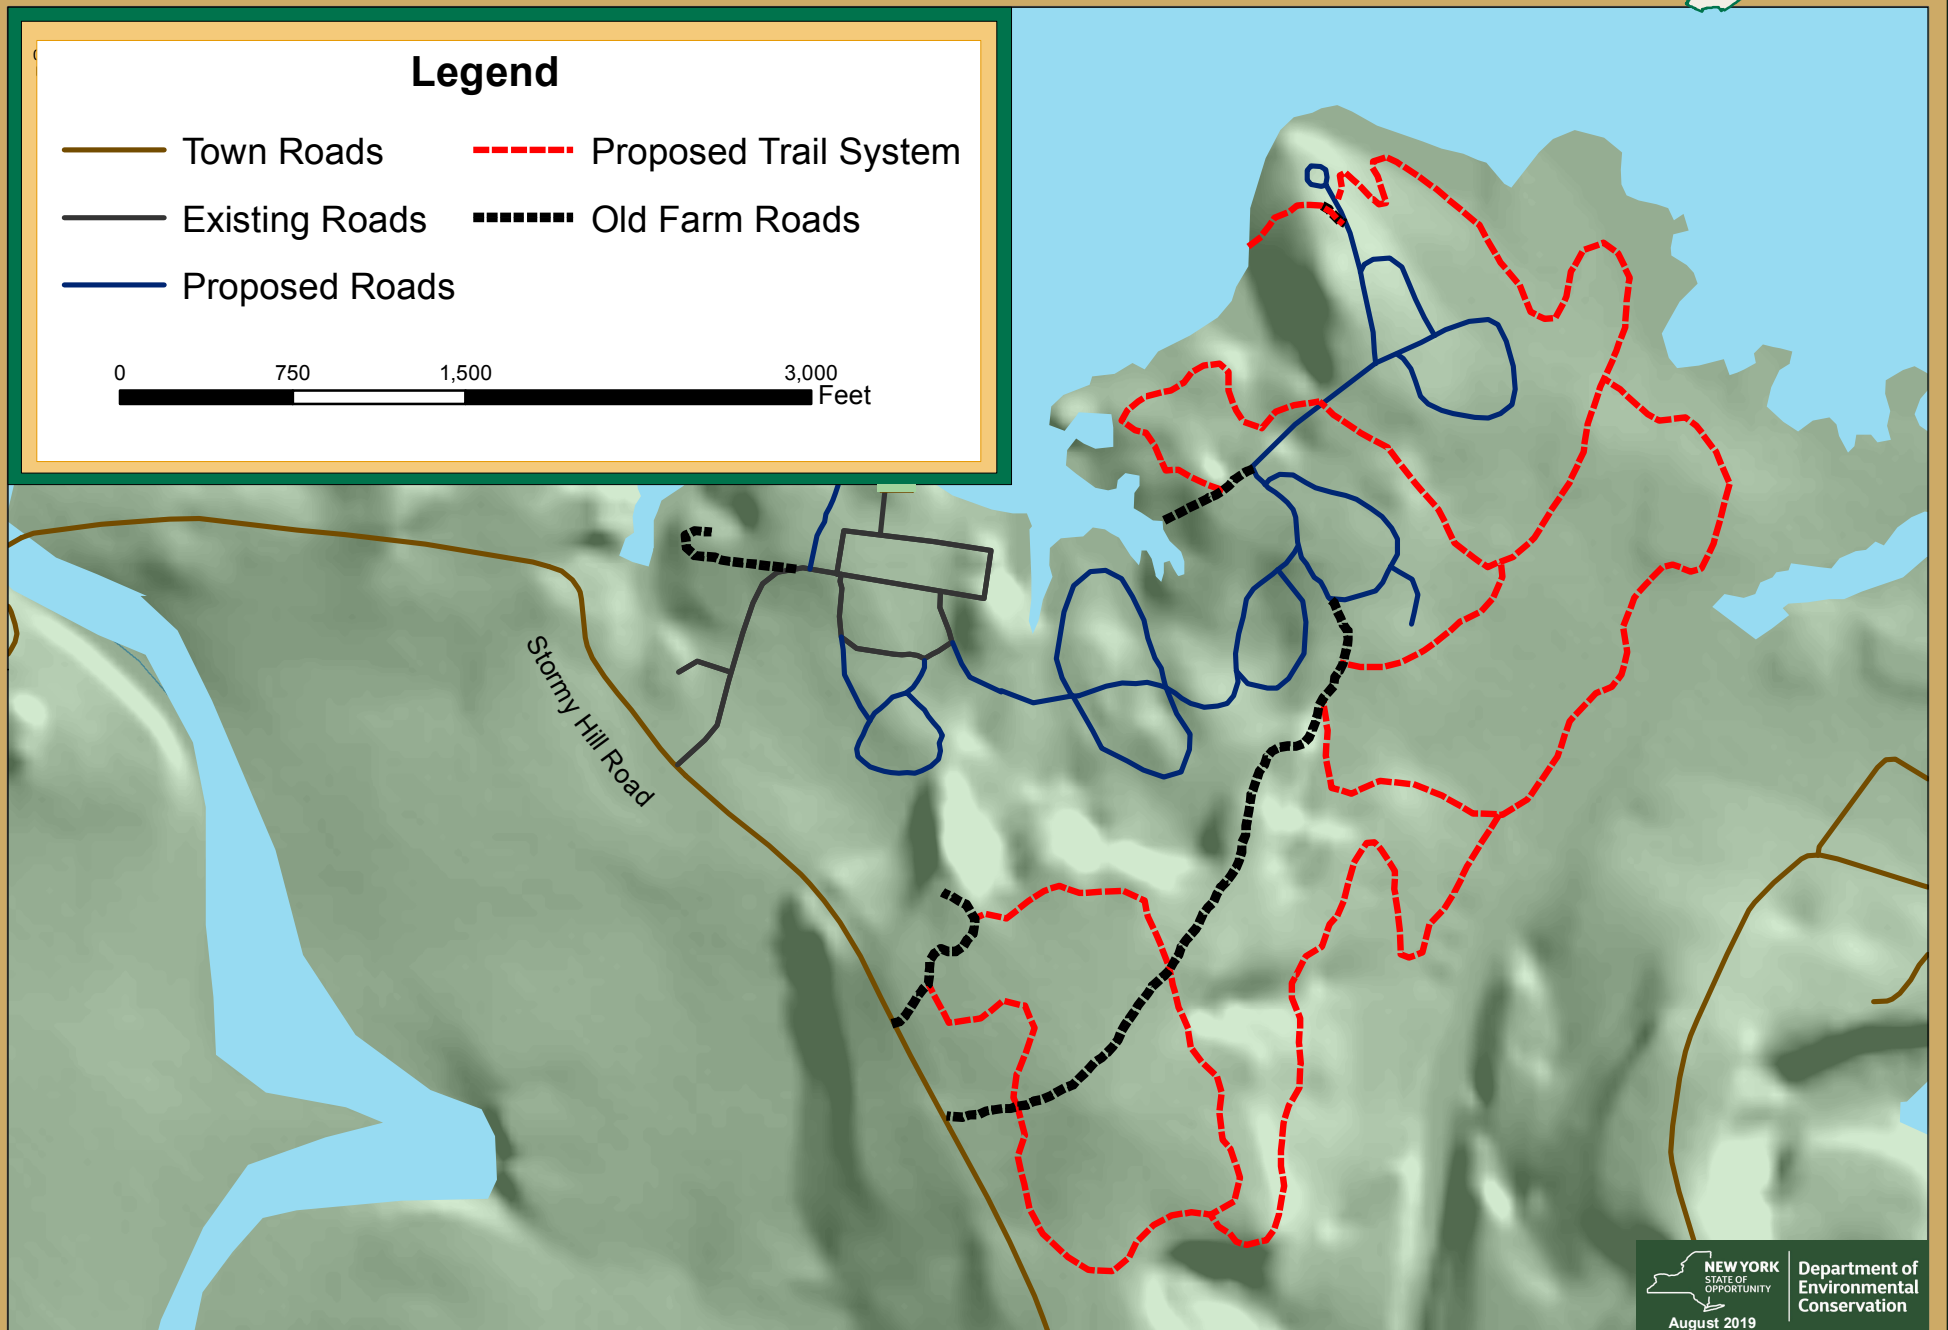 Legend
Town Roads
Proposed Trail System
Existing Roads
Old Farm Roads
Proposed Roads
0 750 1,500 3,000
Feet
Stormy Hill Road
NEW YORK
STATE OF
OPPORTUNITY
Department of
Environmental
Conservation
August 2019